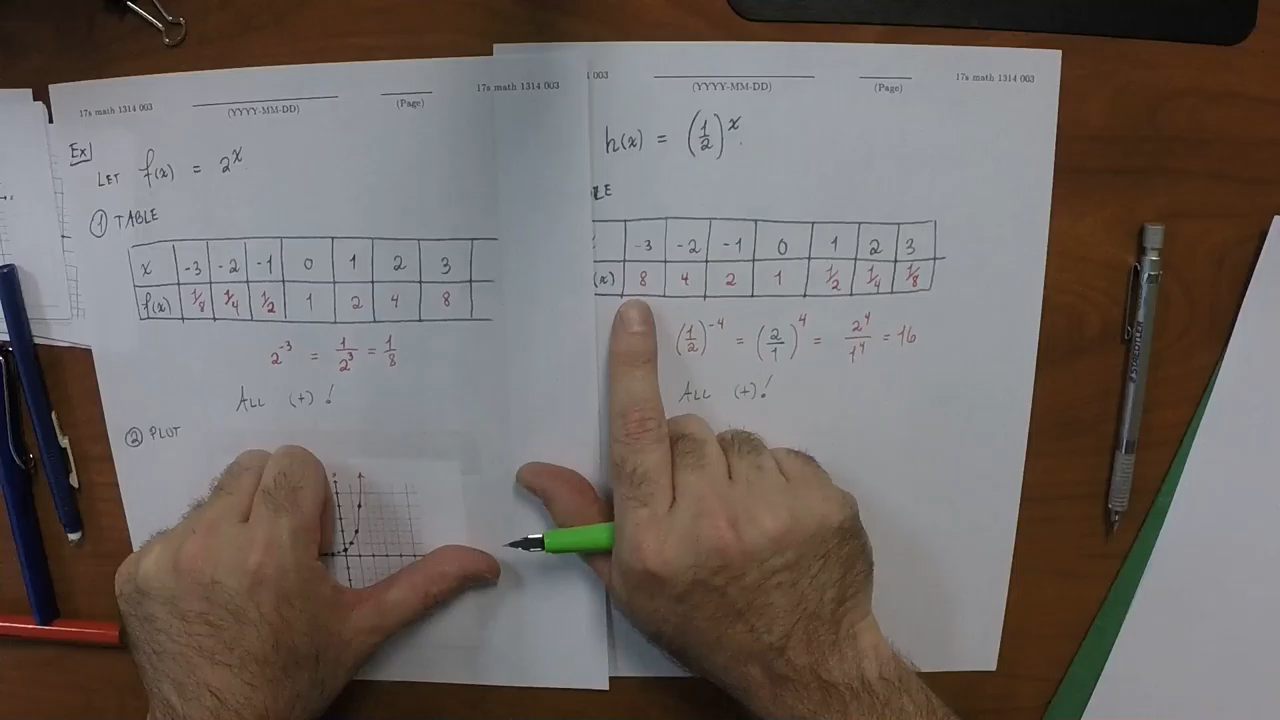 17s math 1314 003
(YYYY-MM-DD)
(Page)
17s math 1314 003
Ex
LET f(x) = 2^x
① TABLE
x -3 -2 -1 0 1 2 3
f(x) 1/8 1/4 1/2 1 2 4 8
2^-3 = 1/2^3 = 1/8
ALL (+)!
② PLOT
003
(YYYY-MM-DD)
(Page)
17s math 1314 003
h(x) = (1/2)^x
LE
-3 -2 -1 0 1 2 3
(x) 8 4 2 1 1/2 1/4 1/8
(1/2)^-4 = (2/1)^4 = 2^4/1^4 = 16
ALL (+)!
STAEDTLER